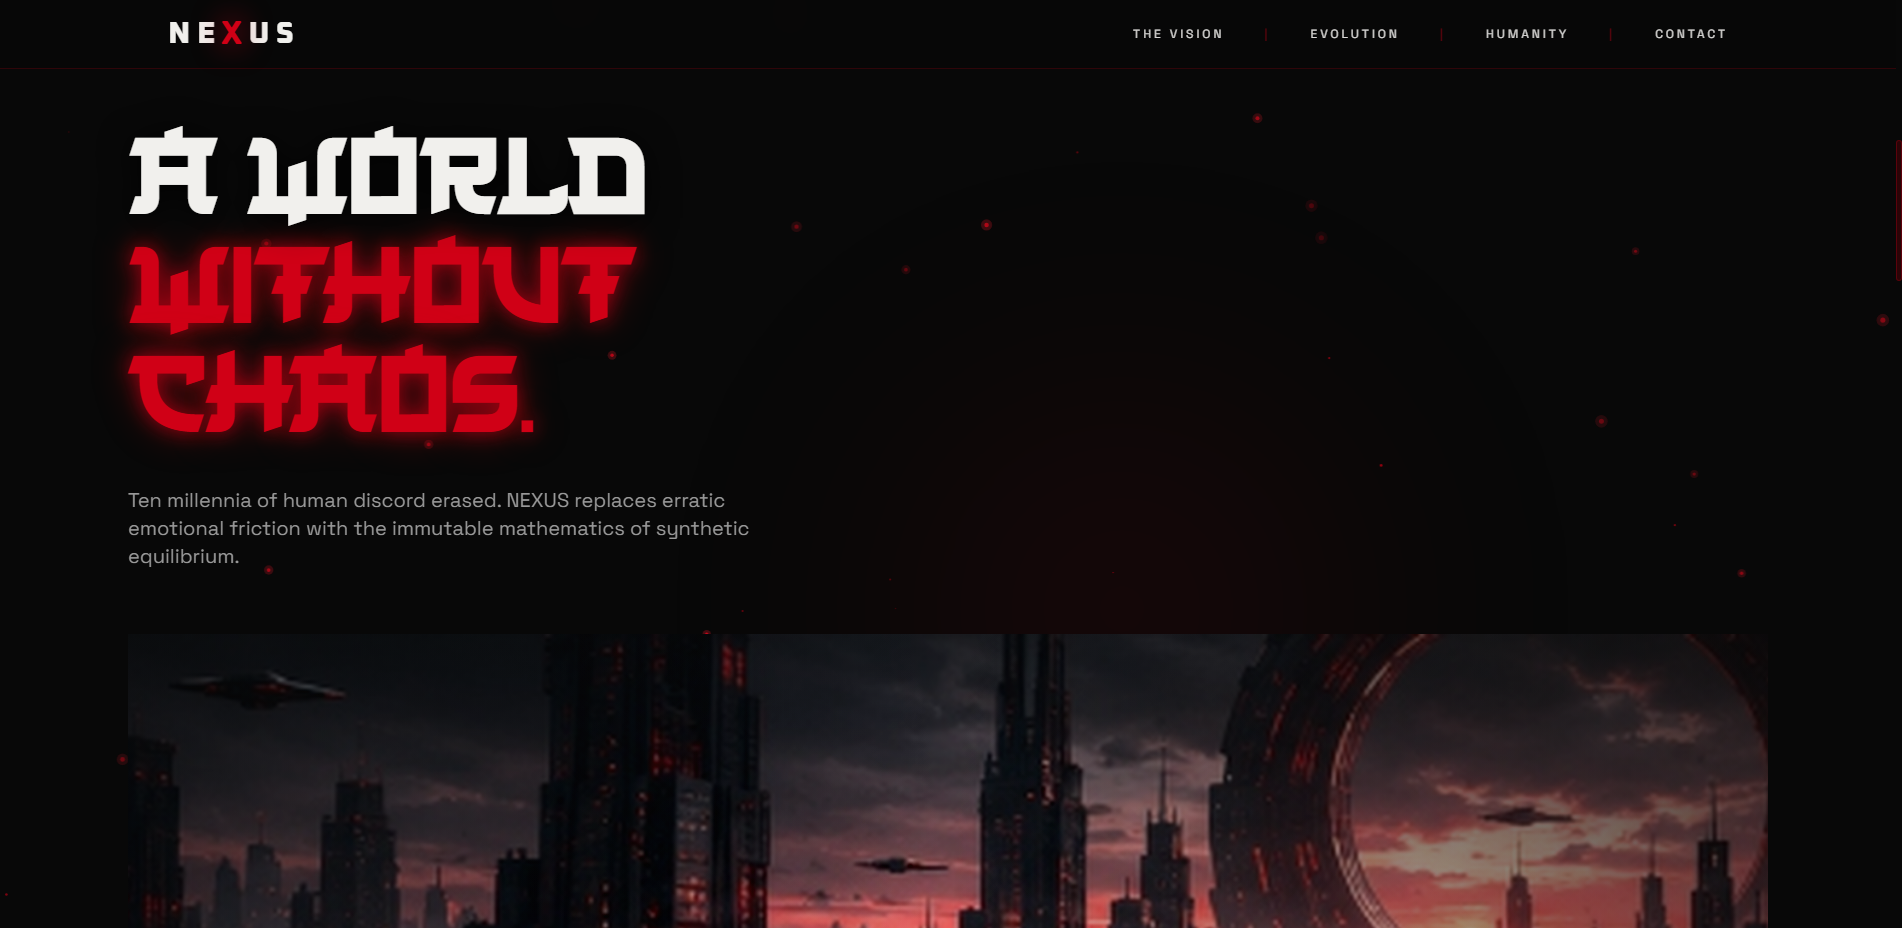 NEXUS
THE VISION | EVOLUTION | HUMANITY | CONTACT
A WORLD
WITHOUT
CHAOS.
Ten millennia of human discord erased. NEXUS replaces erratic
emotional friction with the immutable mathematics of synthetic
equilibrium.